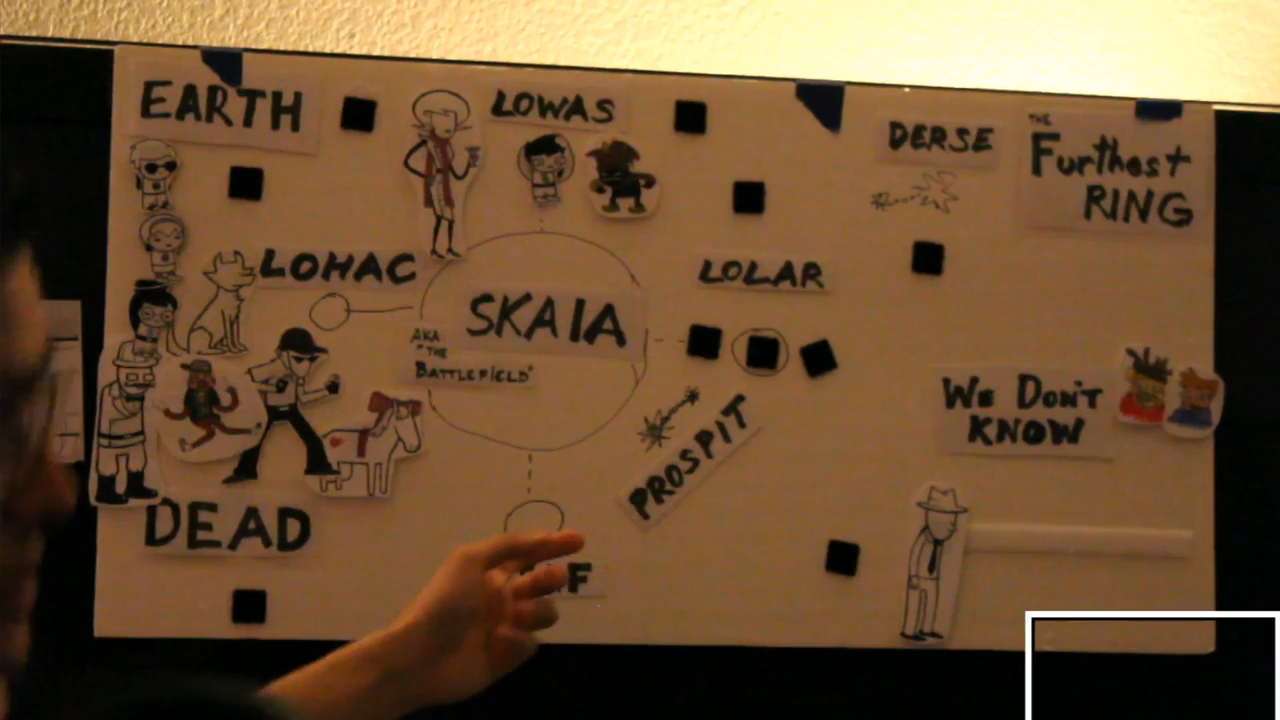 EARTH
LOWAS
DERSE
THE
Furthest
RING
LOHAC
LOLAR
SKAIA
AKA
"THE
BATTLEFIELD"
PROSPIT
WE DON'T
KNOW
DEAD